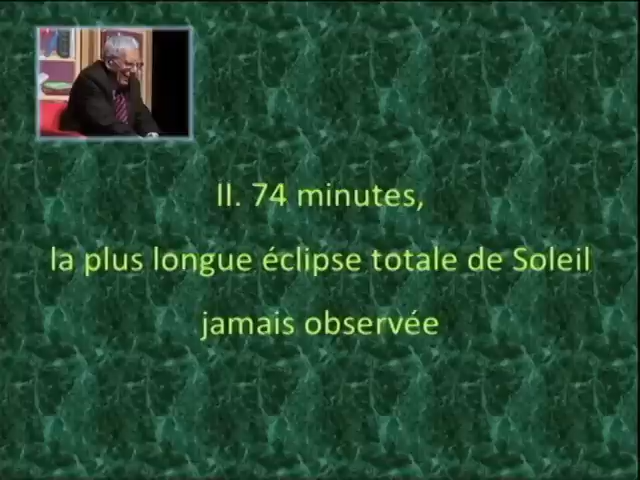 II. 74 minutes,
la plus longue éclipse totale de Soleil
jamais observée